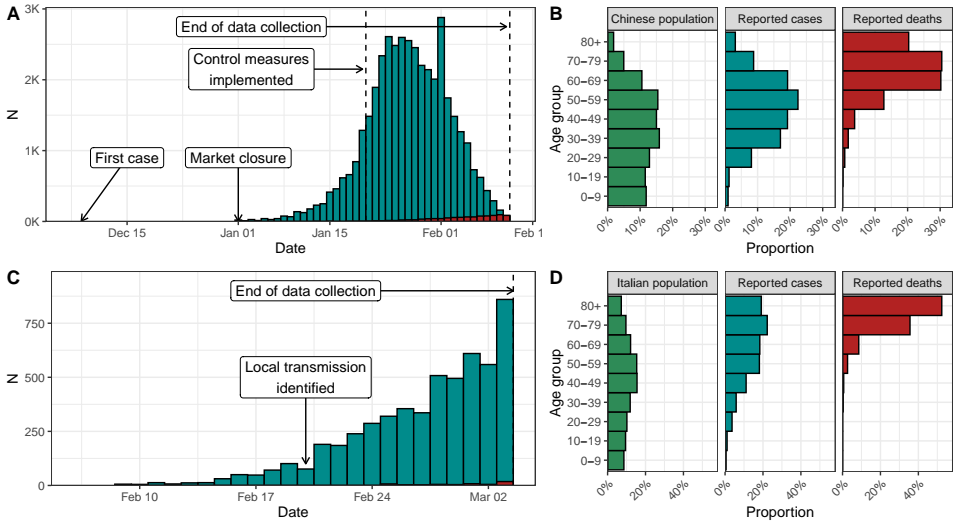 A
3K
2K
1K
0K
N
End of data collection
Control measures
implemented
First case
Market closure
Dec 15
Jan 01
Jan 15
Feb 01
Feb 1
Date
B
Chinese population
Reported cases
Reported deaths
Age group
80+
70−79
60−69
50−59
40−49
30−39
20−29
10−19
0−9
0%
10%
20%
30%
0%
10%
20%
30%
0%
10%
20%
30%
Proportion
C
750
500
250
0
N
End of data collection
Local transmission
identified
Feb 10
Feb 17
Feb 24
Mar 02
Date
D
Italian population
Reported cases
Reported deaths
Age group
80+
70−79
60−69
50−59
40−49
30−39
20−29
10−19
0−9
0%
20%
40%
0%
20%
40%
0%
20%
40%
Proportion